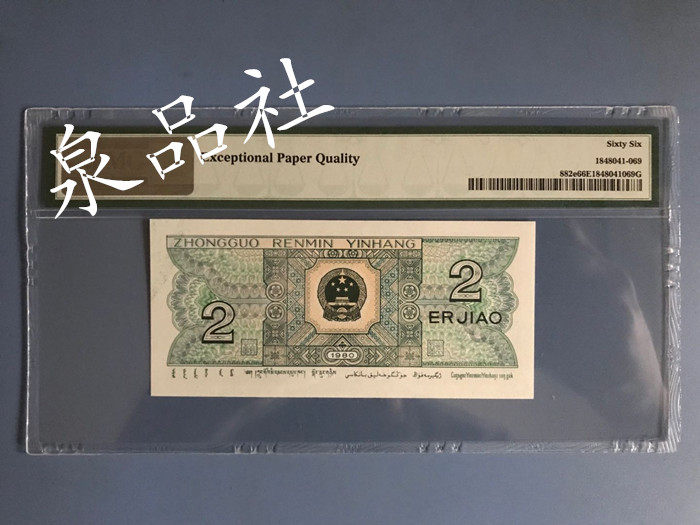 泉品社
Exceptional Paper Quality
Sixty Six
1848041-069
882e66E1848041069G
ZHONGGUO RENMIN YINHANG
2
2
ERJIAO
1980